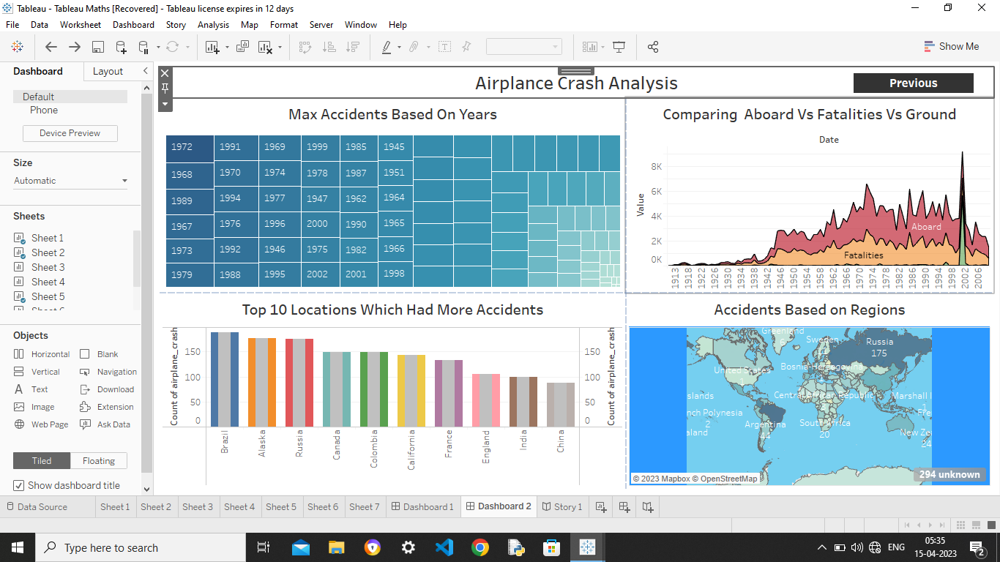 Tableau - Tableau Maths [Recovered] - Tableau license expires in 12 days
File Data Worksheet Dashboard Story Analysis Map Format Server Window Help
Show Me
Dashboard Layout
Default
Phone
Device Preview
Size
Automatic
Sheets
Sheet 1
Sheet 2
Sheet 3
Sheet 4
Sheet 5
Objects
Horizontal Blank
Vertical Navigation
Text Download
Image Extension
Web Page Ask Data
Tiled Floating
Show dashboard title
Airplance Crash Analysis
Previous
Max Accidents Based On Years
1972 1991 1969 1999 1985 1945
1968 1970 1974 1978 1987 1951
1989 1994 1977 1947 1962 1964
1967 1976 1996 2000 1990 1965
1973 1992 1946 1975 1982 1966
1979 1988 1995 2002 2001 1998
Comparing Aboard Vs Fatalities Vs Ground
Date
Value
8K
6K
4K
2K
0K
Aboard
Fatalities
1913 1918 1922 1926 1930 1934 1938 1942 1946 1950 1954 1958 1962 1966 1970 1974 1978 1982 1986 1990 1994 1998 2002 2006
Top 10 Locations Which Had More Accidents
Count of airplane_crash
150
100
50
0
Brazil Alaska Russia Canada Colombia California France England India China
150
100
50
0
Count of airplane_crash
Accidents Based on Regions
Greenland
6
Sweden
Russia
175
United States
1
Bosnia-Herzegovina
Central African Republic
Marshall
1
slands
nch Polynesia
2
aland
Argentina
44
South Africa
20
Fre
New Ze
24
294 unknown
© 2023 Mapbox © OpenStreetMap
Data Source Sheet 1 Sheet 2 Sheet 3 Sheet 4 Sheet 5 Sheet 6 Sheet 7 Dashboard 1 Dashboard 2 Story 1
Type here to search
ENG
05:35
15-04-2023
2